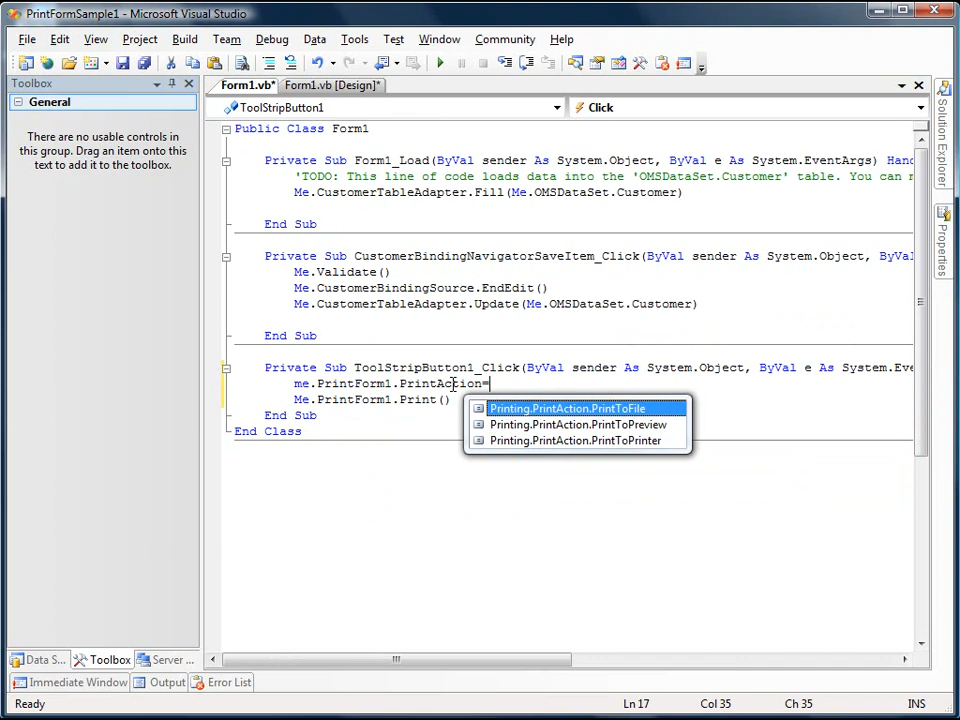 PrintFormSample1 - Microsoft Visual Studio
File Edit View Project Build Team Debug Data Tools Test Window Community Help
Toolbox
General
There are no usable controls in
this group. Drag an item onto this
text to add it to the toolbox.
Form1.vb* Form1.vb [Design]*
ToolStripButton1 Click
Public Class Form1
Private Sub Form1_Load(ByVal sender As System.Object, ByVal e As System.EventArgs) Hand
'TODO: This line of code loads data into the 'OMSDataSet.Customer' table. You can m
Me.CustomerTableAdapter.Fill(Me.OMSDataSet.Customer)
End Sub
Private Sub CustomerBindingNavigatorSaveItem_Click(ByVal sender As System.Object, ByVal
Me.Validate()
Me.CustomerBindingSource.EndEdit()
Me.CustomerTableAdapter.Update(Me.OMSDataSet.Customer)
End Sub
Private Sub ToolStripButton1_Click(ByVal sender As System.Object, ByVal e As System.Eve
me.PrintForm1.PrintAction=
Me.PrintForm1.Print()
End Sub
End Class
Printing.PrintAction.PrintToFile
Printing.PrintAction.PrintToPreview
Printing.PrintAction.PrintToPrinter
Solution Explorer
Properties
Data S... Toolbox Server ...
Immediate Window Output Error List
Ready Ln 17 Col 35 Ch 35 INS